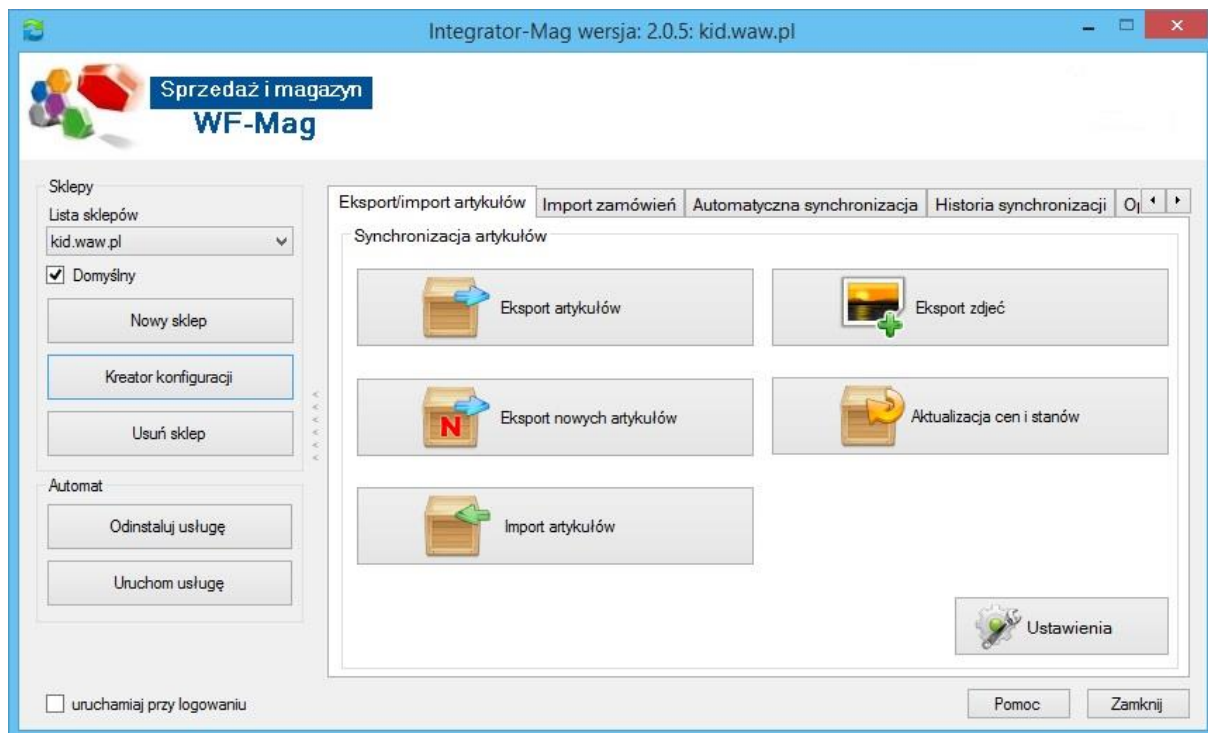 Integrator-Mag wersja: 2.0.5: kid.waw.pl
Sprzedaż i magazyn
WF-Mag
Sklepy
Lista sklepów
kid.waw.pl
Domyślny
Nowy sklep
Kreator konfiguracji
Usuń sklep
Automat
Odinstaluj usługę
Uruchom usługę
uruchamiaj przy logowaniu
Eksport/import artykułów
Import zamówień
Automatyczna synchronizacja
Historia synchronizacji
Synchronizacja artykułów
Eksport artykułów
Eksport zdjeć
N
Eksport nowych artykułów
Aktualizacja cen i stanów
Import artykułów
Ustawienia
Pomoc
Zamknij